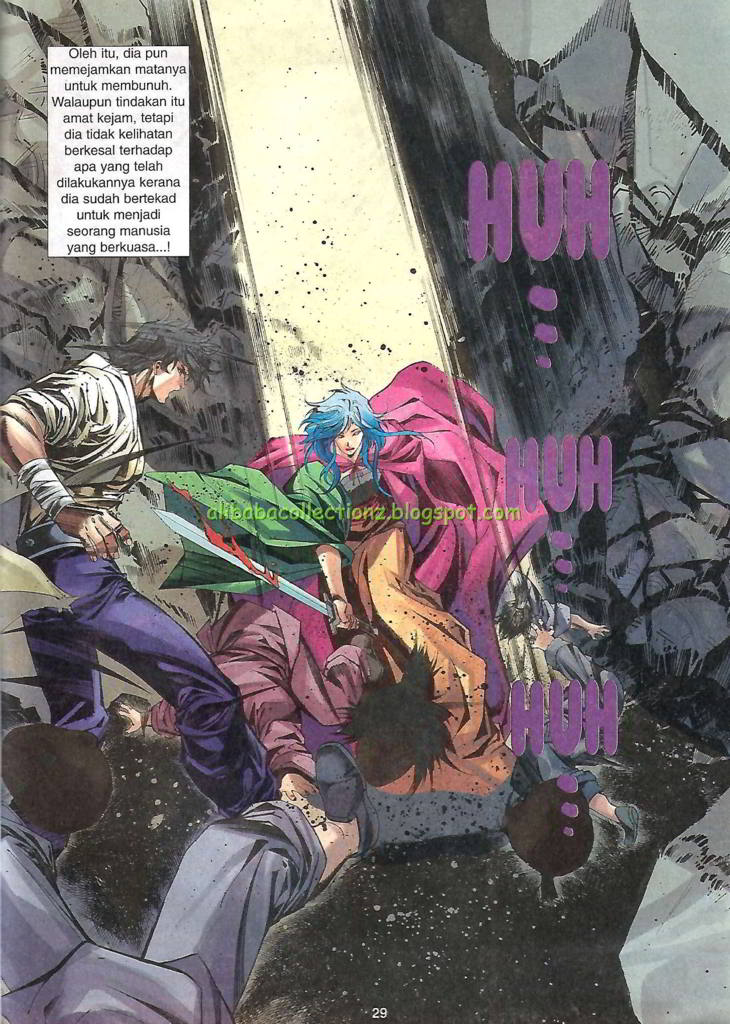 Oleh itu, dia pun
memejamkan matanya
untuk membunuh.
Walaupun tindakan itu
amat kejam, tetapi
dia tidak kelihatan
berkesal terhadap
apa yang telah
dilakukannya kerana
dia sudah bertekad
untuk menjadi
seorang manusia
yang berkuasa...!
HUH
...
HUH
...
HUH
...
alibabacollectionz.blogspot.com
29